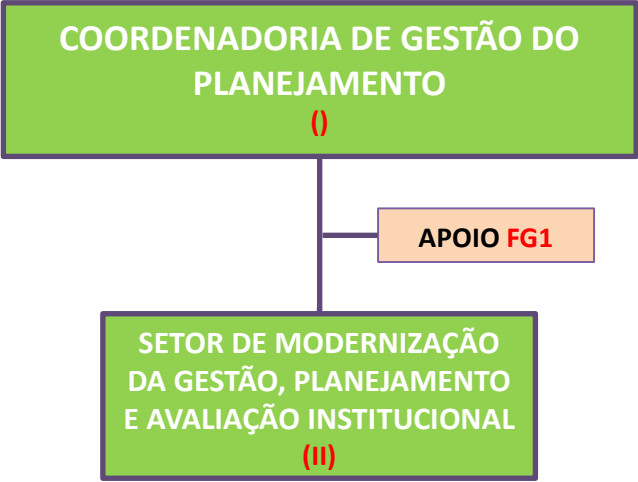 COORDENADORIA DE GESTÃO DO
PLANEJAMENTO
()
APOIO FG1
SETOR DE MODERNIZAÇÃO
DA GESTÃO, PLANEJAMENTO
E AVALIAÇÃO INSTITUCIONAL
(II)